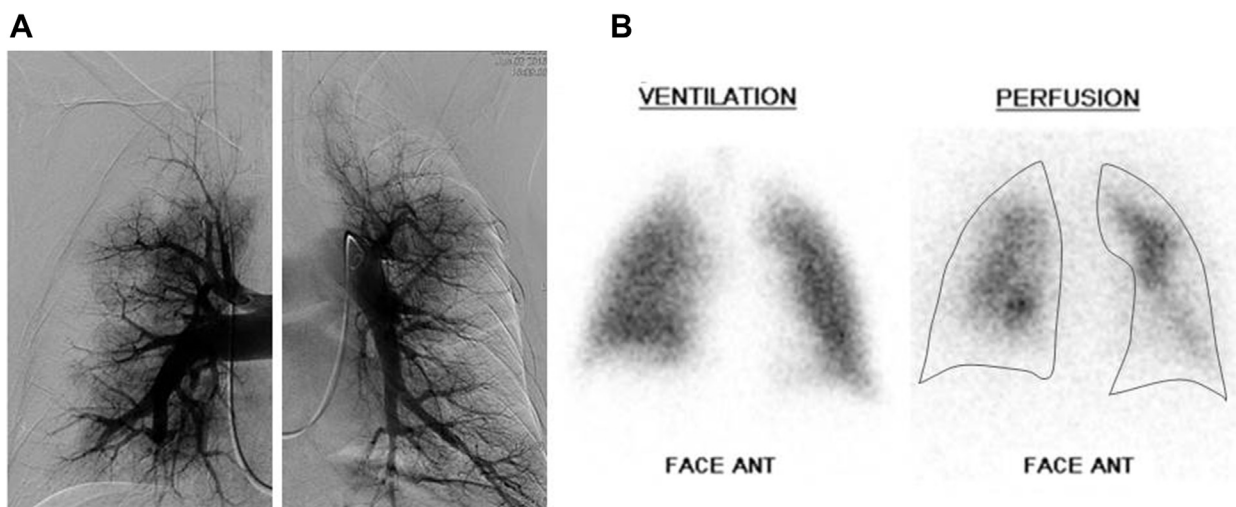 A
B
VENTILATION
PERFUSION
FACE ANT
FACE ANT